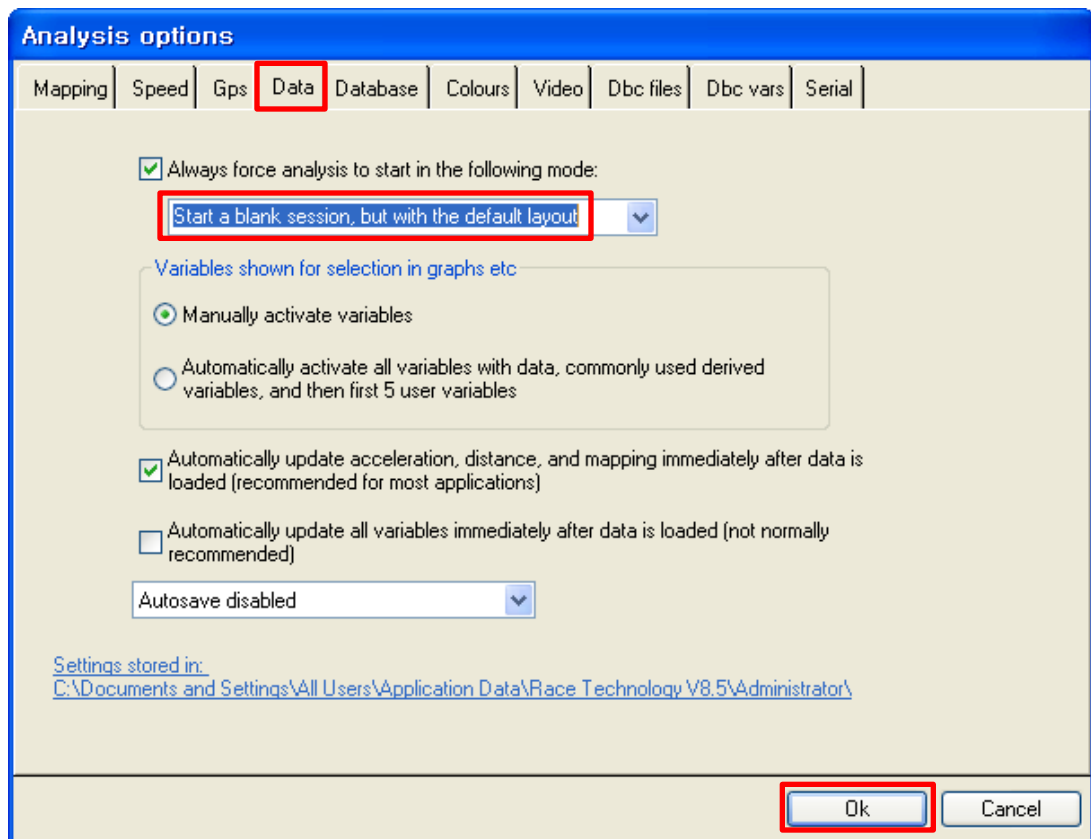 Analysis options
Mapping Speed Gps Data Database Colours Video Dbc files Dbc vars Serial
Always force analysis to start in the following mode:
Start a blank session, but with the default layout
Variables shown for selection in graphs etc
Manually activate variables
Automatically activate all variables with data, commonly used derived
variables, and then first 5 user variables
Automatically update acceleration, distance, and mapping immediately after data is
loaded (recommended for most applications)
Automatically update all variables immediately after data is loaded (not normally
recommended)
Autosave disabled
Settings stored in:
C:\Documents and Settings\All Users\Application Data\Race Technology V8.5\Administrator\
Ok Cancel